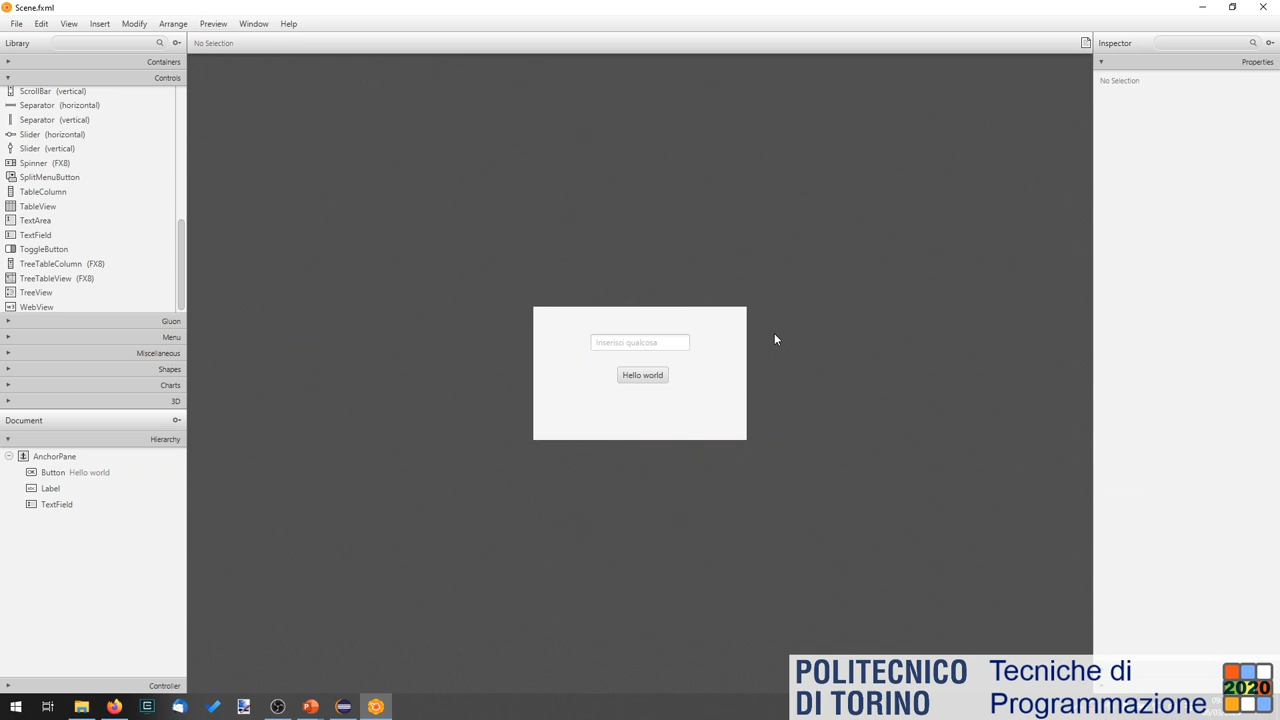 Scene.fxml
File Edit View Insert Modify Arrange Preview Window Help
Library
No Selection
Inspector
Containers
Controls
Properties
No Selection
ScrollBar (vertical)
Separator (horizontal)
Separator (vertical)
Slider (horizontal)
Slider (vertical)
Spinner (FX8)
SplitMenuButton
TableColumn
TableView
TextArea
TextField
ToggleButton
TreeTableColumn (FX8)
TreeTableView (FX8)
TreeView
WebView
Gluon
Menu
Miscellaneous
Shapes
Charts
3D
Inserisci qualcosa
Hello world
Document
Hierarchy
AnchorPane
Button Hello world
Label
TextField
Controller
POLITECNICO
DI TORINO
Tecniche di
Programmazione
2020